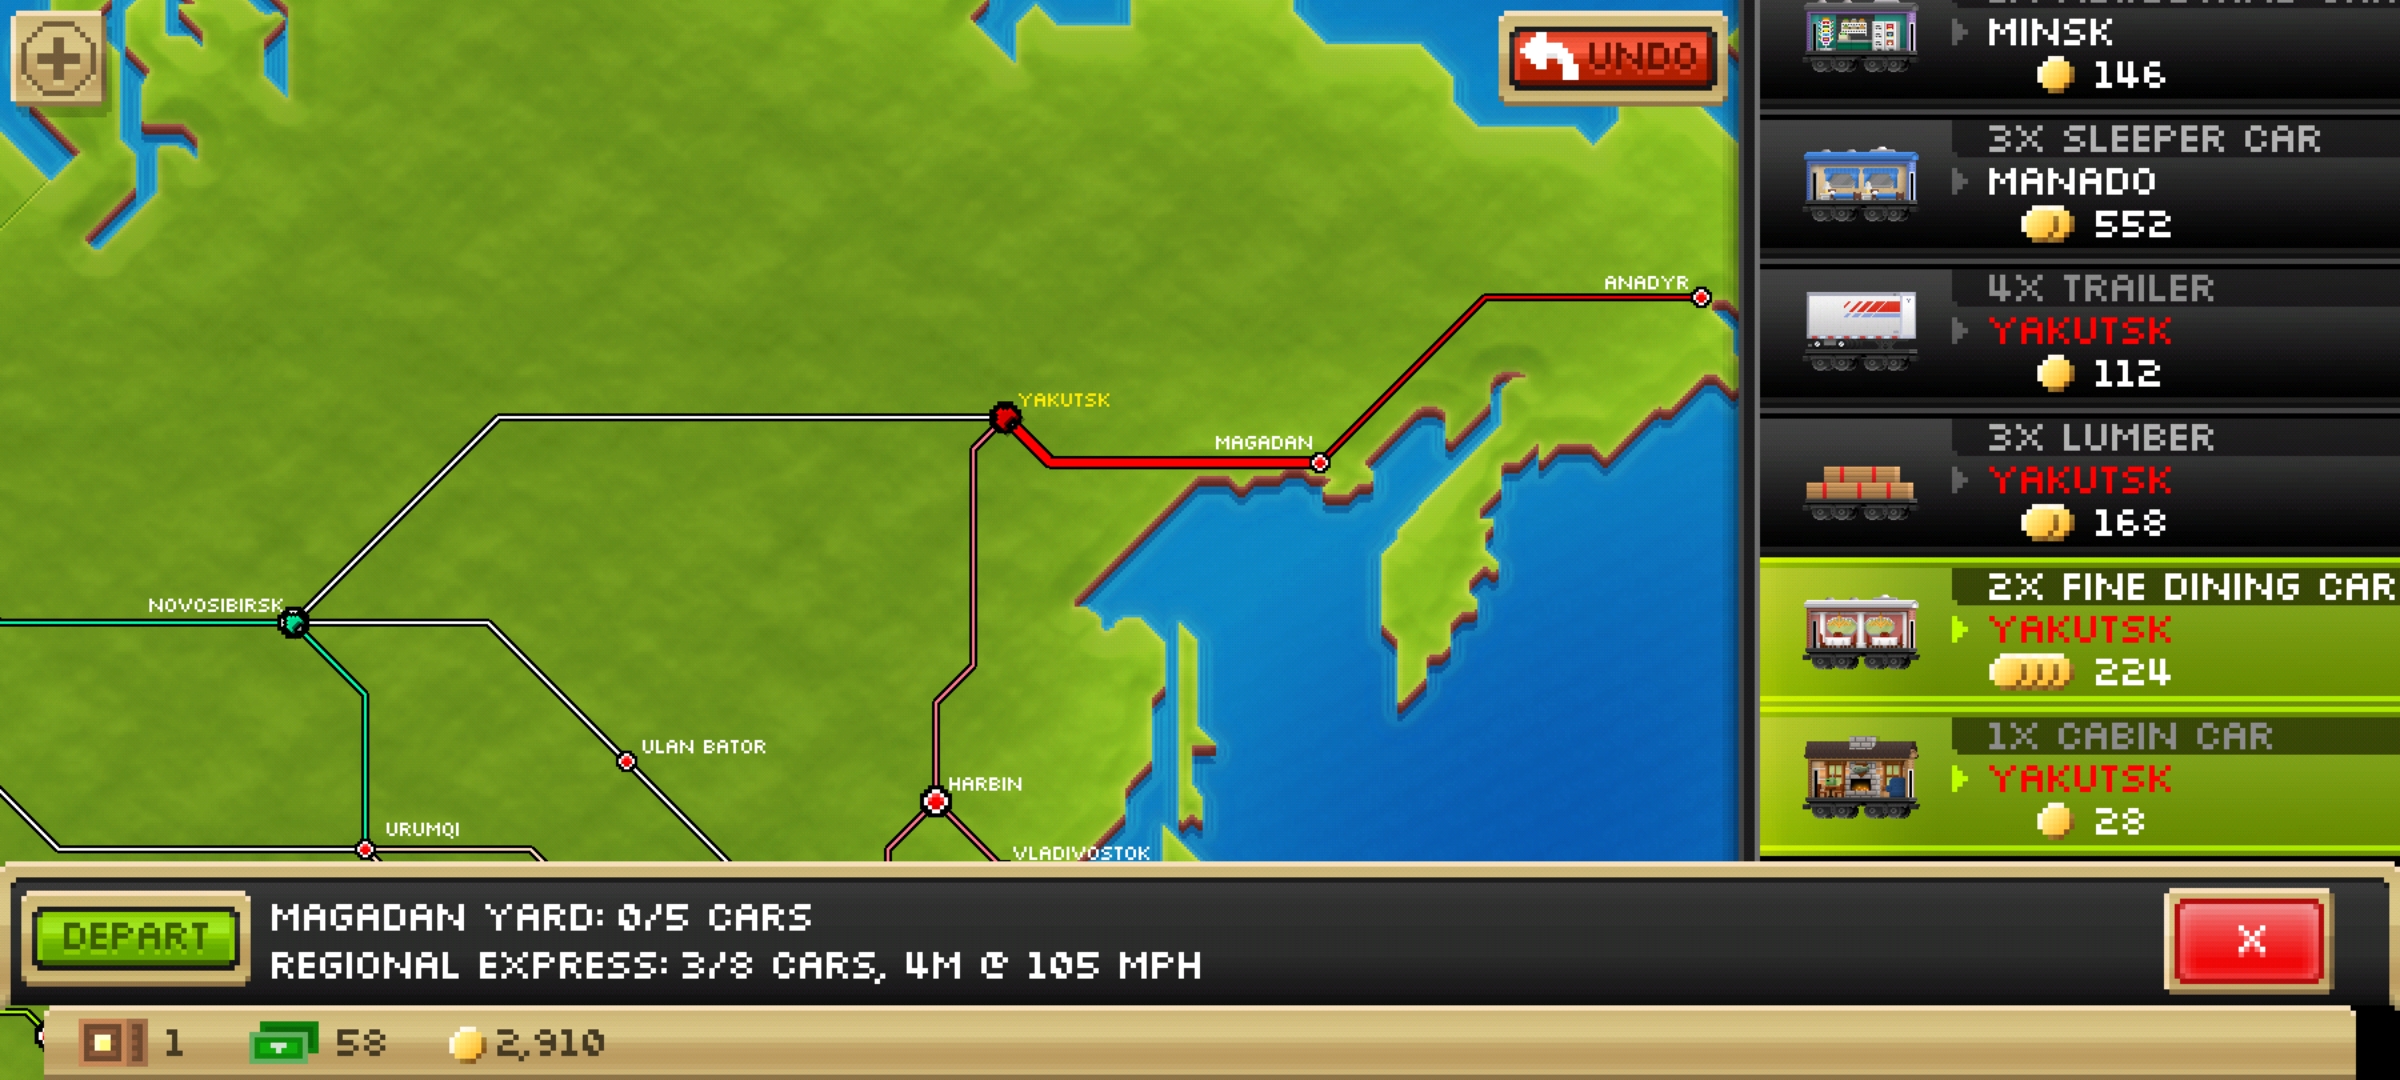 UNDO
MINSK
146
3X SLEEPER CAR
MANADO
552
4X TRAILER
YAKUTSK
112
3X LUMBER
YAKUTSK
168
2X FINE DINING CAR
YAKUTSK
224
1X CABIN CAR
YAKUTSK
28
ANADYR
YAKUTSK
MAGADAN
NOVOSIBIRSK
ULAN BATOR
HARBIN
URUMQI
VLADIVOSTOK
DEPART
MAGADAN YARD: 0/5 CARS
REGIONAL EXPRESS: 3/8 CARS, 4M @ 105 MPH
X
1
58
2,910